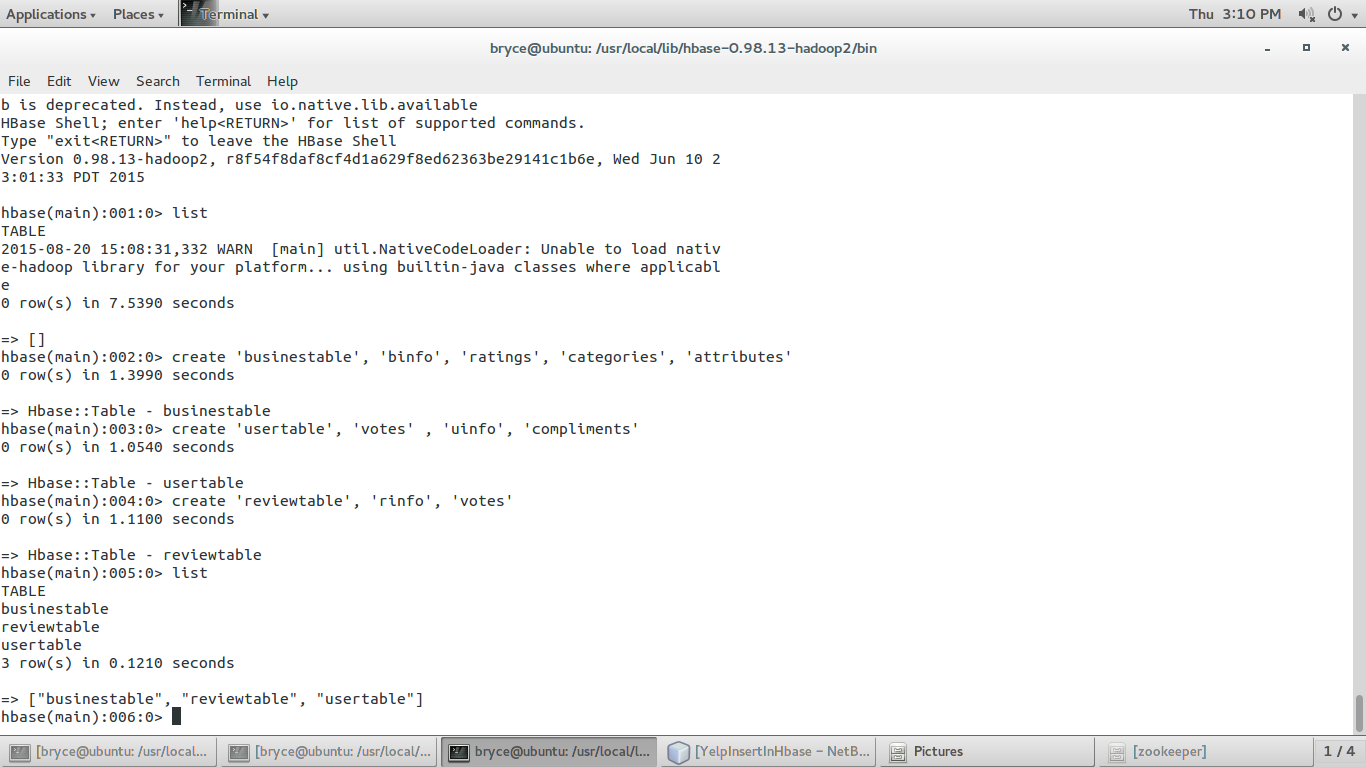 Applications Places Terminal Thu 3:10 PM
bryce@ubuntu: /usr/local/lib/hbase-0.98.13-hadoop2/bin
File Edit View Search Terminal Help
b is deprecated. Instead, use io.native.lib.available
HBase Shell; enter 'help<RETURN>' for list of supported commands.
Type "exit<RETURN>" to leave the HBase Shell
Version 0.98.13-hadoop2, r8f54f8daf8cf4d1a629f8ed62363be29141c1b6e, Wed Jun 10 2
3:01:33 PDT 2015
hbase(main):001:0> list
TABLE
2015-08-20 15:08:31,332 WARN  [main] util.NativeCodeLoader: Unable to load nativ
e-hadoop library for your platform... using builtin-java classes where applicabl
e
0 row(s) in 7.5390 seconds
=> []
hbase(main):002:0> create 'businestable', 'binfo', 'ratings', 'categories', 'attributes'
0 row(s) in 1.3990 seconds
=> Hbase::Table - businestable
hbase(main):003:0> create 'usertable', 'votes' , 'uinfo', 'compliments'
0 row(s) in 1.0540 seconds
=> Hbase::Table - usertable
hbase(main):004:0> create 'reviewtable', 'rinfo', 'votes'
0 row(s) in 1.1100 seconds
=> Hbase::Table - reviewtable
hbase(main):005:0> list
TABLE
businestable
reviewtable
usertable
3 row(s) in 0.1210 seconds
=> ["businestable", "reviewtable", "usertable"]
hbase(main):006:0>
[bryce@ubuntu: /usr/local... [bryce@ubuntu: /usr/local/... bryce@ubuntu: /usr/local/l... [YelpInsertInHbase - NetB... Pictures [zookeeper] 1 / 4